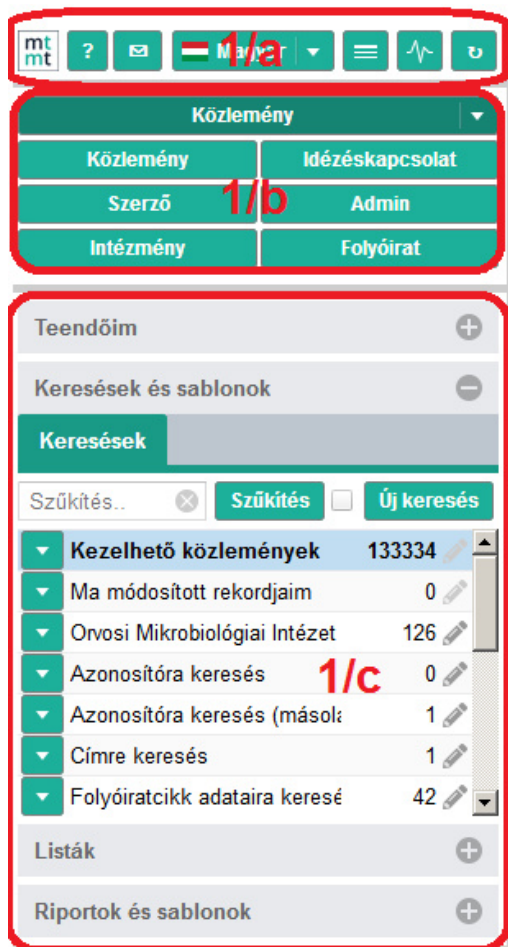 mt
mt ? Magyar
1/a
Közlemény
Közlemény Idézéskapcsolat
Szerző Admin
1/b
Intézmény Folyóirat
Teendőim
Keresések és sablonok
Keresések
Szűkítés.. Szűkítés Új keresés
Kezelhető közlemények 133334
Ma módosított rekordjaim 0
Orvosi Mikrobiológiai Intézet 126
Azonosítóra keresés 0
1/c
Azonosítóra keresés (másola 1
Címre keresés 1
Folyóiratcikk adataira keresé 42
Listák
Riportok és sablonok